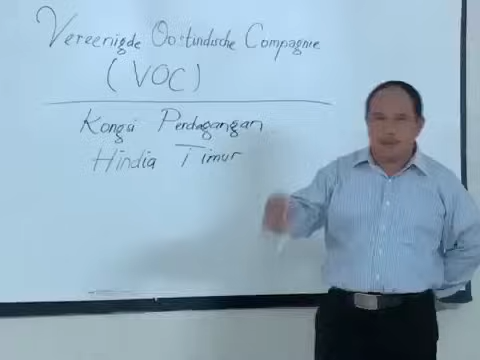 Vereenigde Oostindische Compagnie
(VOC)
Kongsi Perdagangan
Hindia Timur